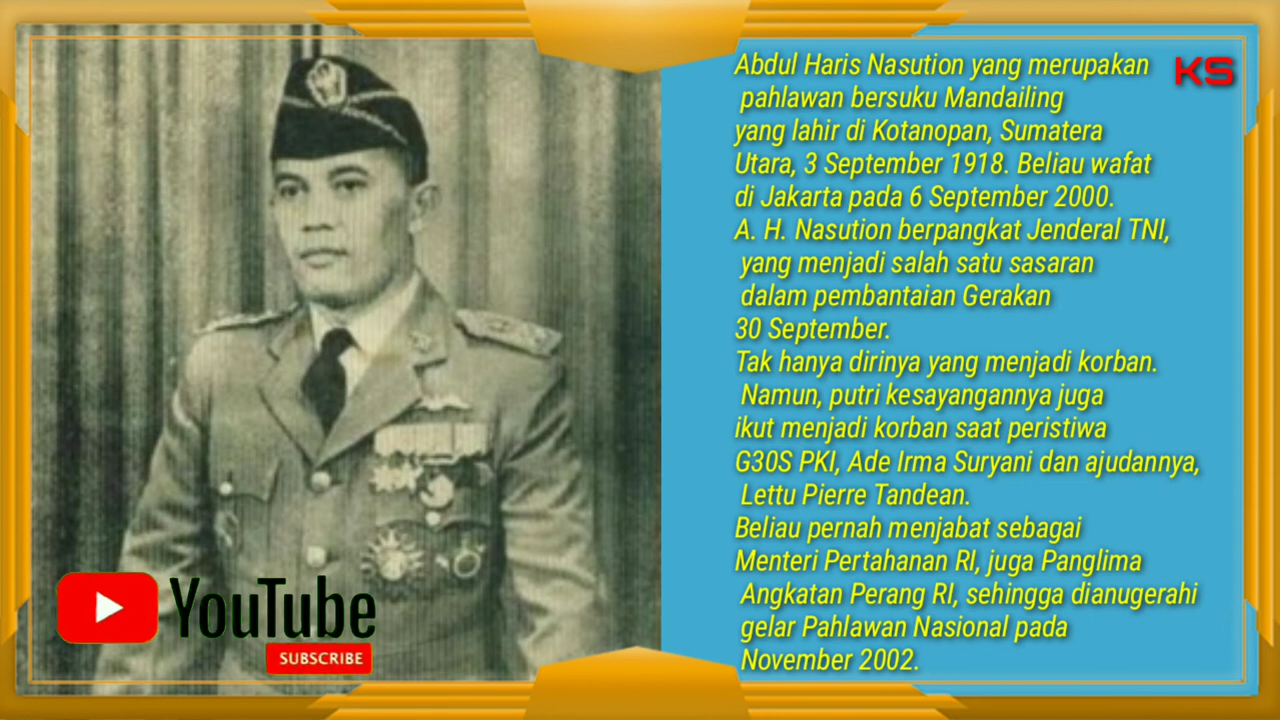 Abdul Haris Nasution yang merupakan
pahlawan bersuku Mandailing
yang lahir di Kotanopan, Sumatera
Utara, 3 September 1918. Beliau wafat
di Jakarta pada 6 September 2000.
A. H. Nasution berpangkat Jenderal TNI,
yang menjadi salah satu sasaran
dalam pembantaian Gerakan
30 September.
Tak hanya dirinya yang menjadi korban.
Namun, putri kesayangannya juga
ikut menjadi korban saat peristiwa
G30S PKI, Ade Irma Suryani dan ajudannya,
Lettu Pierre Tandean.
Beliau pernah menjabat sebagai
Menteri Pertahanan RI, juga Panglima
Angkatan Perang RI, sehingga dianugerahi
gelar Pahlawan Nasional pada
November 2002.
KS
YouTube
SUBSCRIBE